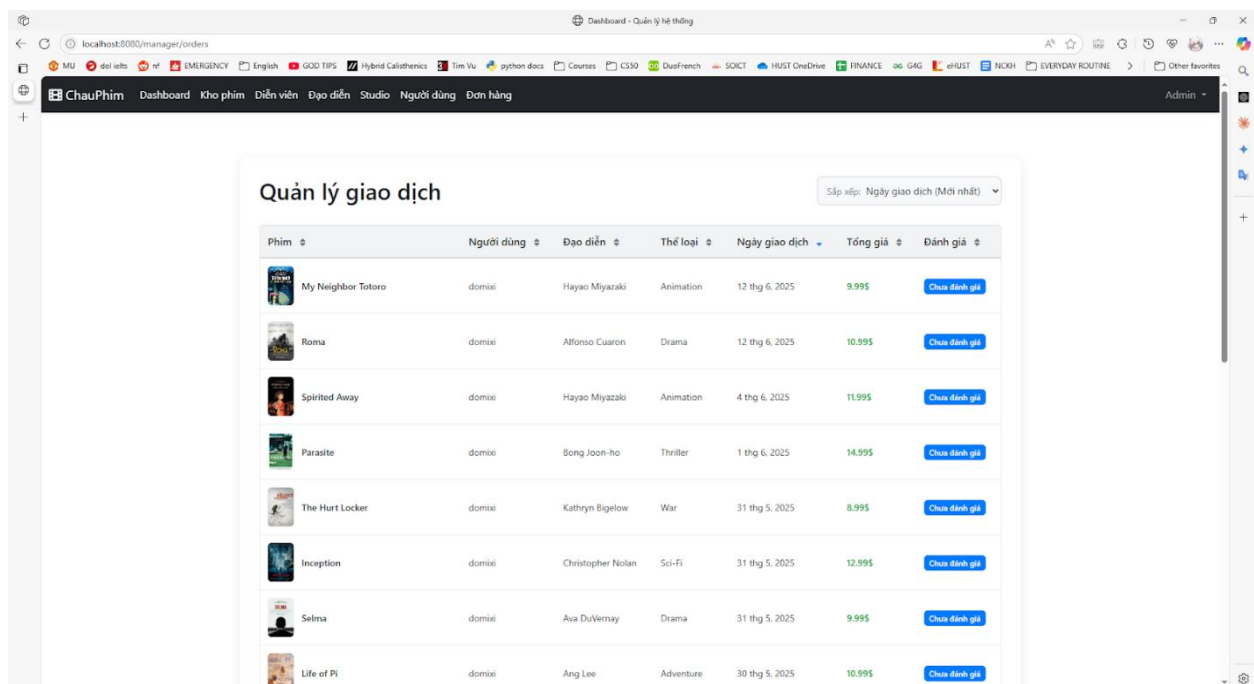 Dashboard - Quản lý hệ thống
localhost:8080/manager/orders
MU dol ielts nf EMERGENCY English GOD TIPS Hybrid Calisthenics Tim Vu python docs Courses CS50 DuoFrench SOICT HUST OneDrive FINANCE G4G eHUST NCKH EVERYDAY ROUTINE Other favorites
ChauPhim Dashboard Kho phim Diễn viên Đạo diễn Studio Người dùng Đơn hàng Admin
Quản lý giao dịch Sắp xếp: Ngày giao dịch (Mới nhất)
Phim Người dùng Đạo diễn Thể loại Ngày giao dịch Tổng giá Đánh giá
My Neighbor Totoro domixi Hayao Miyazaki Animation 12 thg 6, 2025 9.99$ Chưa đánh giá
Roma domixi Alfonso Cuaron Drama 12 thg 6, 2025 10.99$ Chưa đánh giá
Spirited Away domixi Hayao Miyazaki Animation 4 thg 6, 2025 11.99$ Chưa đánh giá
Parasite domixi Bong Joon-ho Thriller 1 thg 6, 2025 14.99$ Chưa đánh giá
The Hurt Locker domixi Kathryn Bigelow War 31 thg 5, 2025 8.99$ Chưa đánh giá
Inception domixi Christopher Nolan Sci-Fi 31 thg 5, 2025 12.99$ Chưa đánh giá
Selma domixi Ava DuVernay Drama 31 thg 5, 2025 9.99$ Chưa đánh giá
Life of Pi domixi Ang Lee Adventure 30 thg 5, 2025 10.99$ Chưa đánh giá